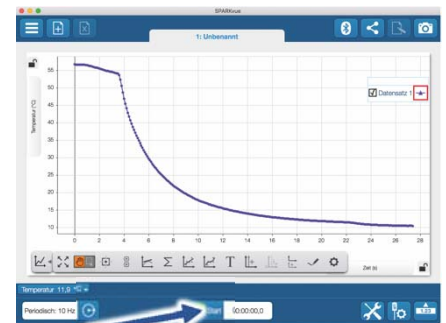 SPARKvue
1: Unbenannt
Temperatur (°C)
55
50
45
40
35
30
25
20
15
10
Datensatz 1
0 2 4 6 8 10 12 14 16 18 20 22 24 26 28
Zeit (s)
Σ T
Temperatur 11,9 °C
Periodisch: 10 Hz
Start
00:00:00,0
1.23